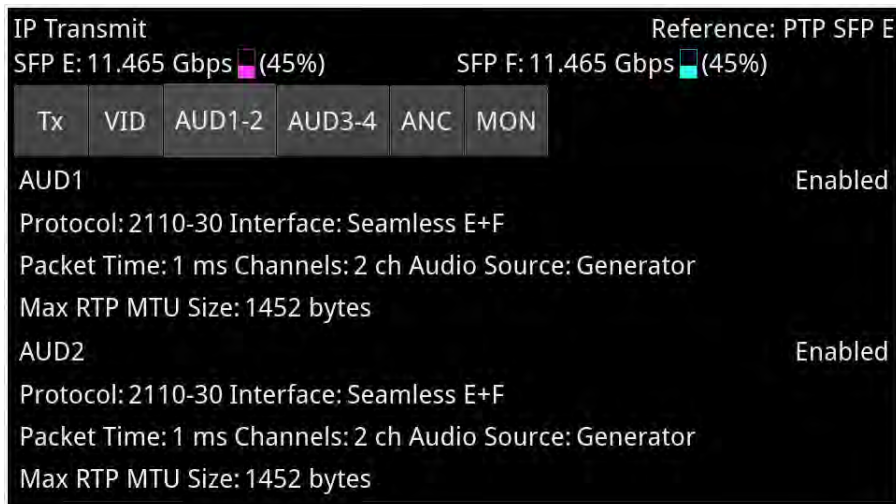 IP Transmit Reference: PTP SFP E
SFP E: 11.465 Gbps (45%) SFP F: 11.465 Gbps (45%)
Tx VID AUD1-2 AUD3-4 ANC MON
AUD1 Enabled
Protocol: 2110-30 Interface: Seamless E+F
Packet Time: 1 ms Channels: 2 ch Audio Source: Generator
Max RTP MTU Size: 1452 bytes
AUD2 Enabled
Protocol: 2110-30 Interface: Seamless E+F
Packet Time: 1 ms Channels: 2 ch Audio Source: Generator
Max RTP MTU Size: 1452 bytes